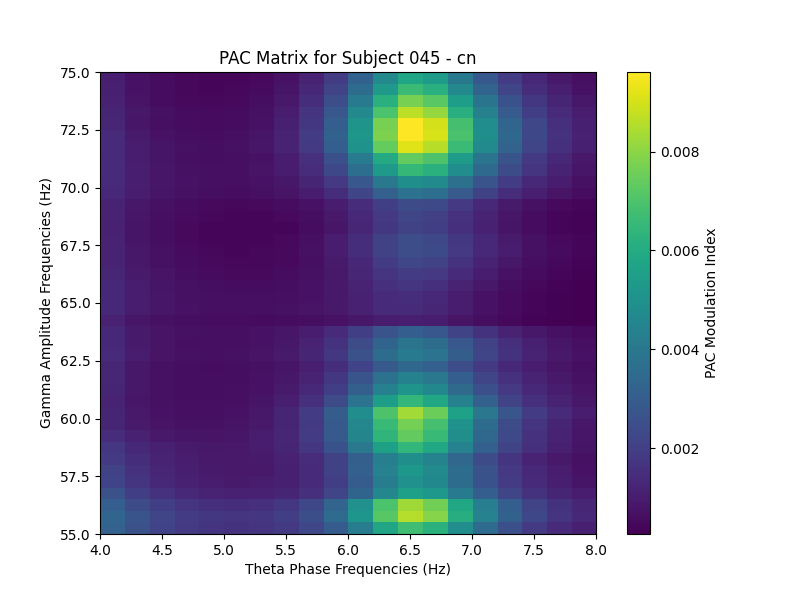 PAC Matrix for Subject 045 - cn
75.0
72.5
70.0
67.5
65.0
62.5
60.0
57.5
55.0
Gamma Amplitude Frequencies (Hz)
4.0 4.5 5.0 5.5 6.0 6.5 7.0 7.5 8.0
Theta Phase Frequencies (Hz)
0.008
0.006
0.004
0.002
PAC Modulation Index